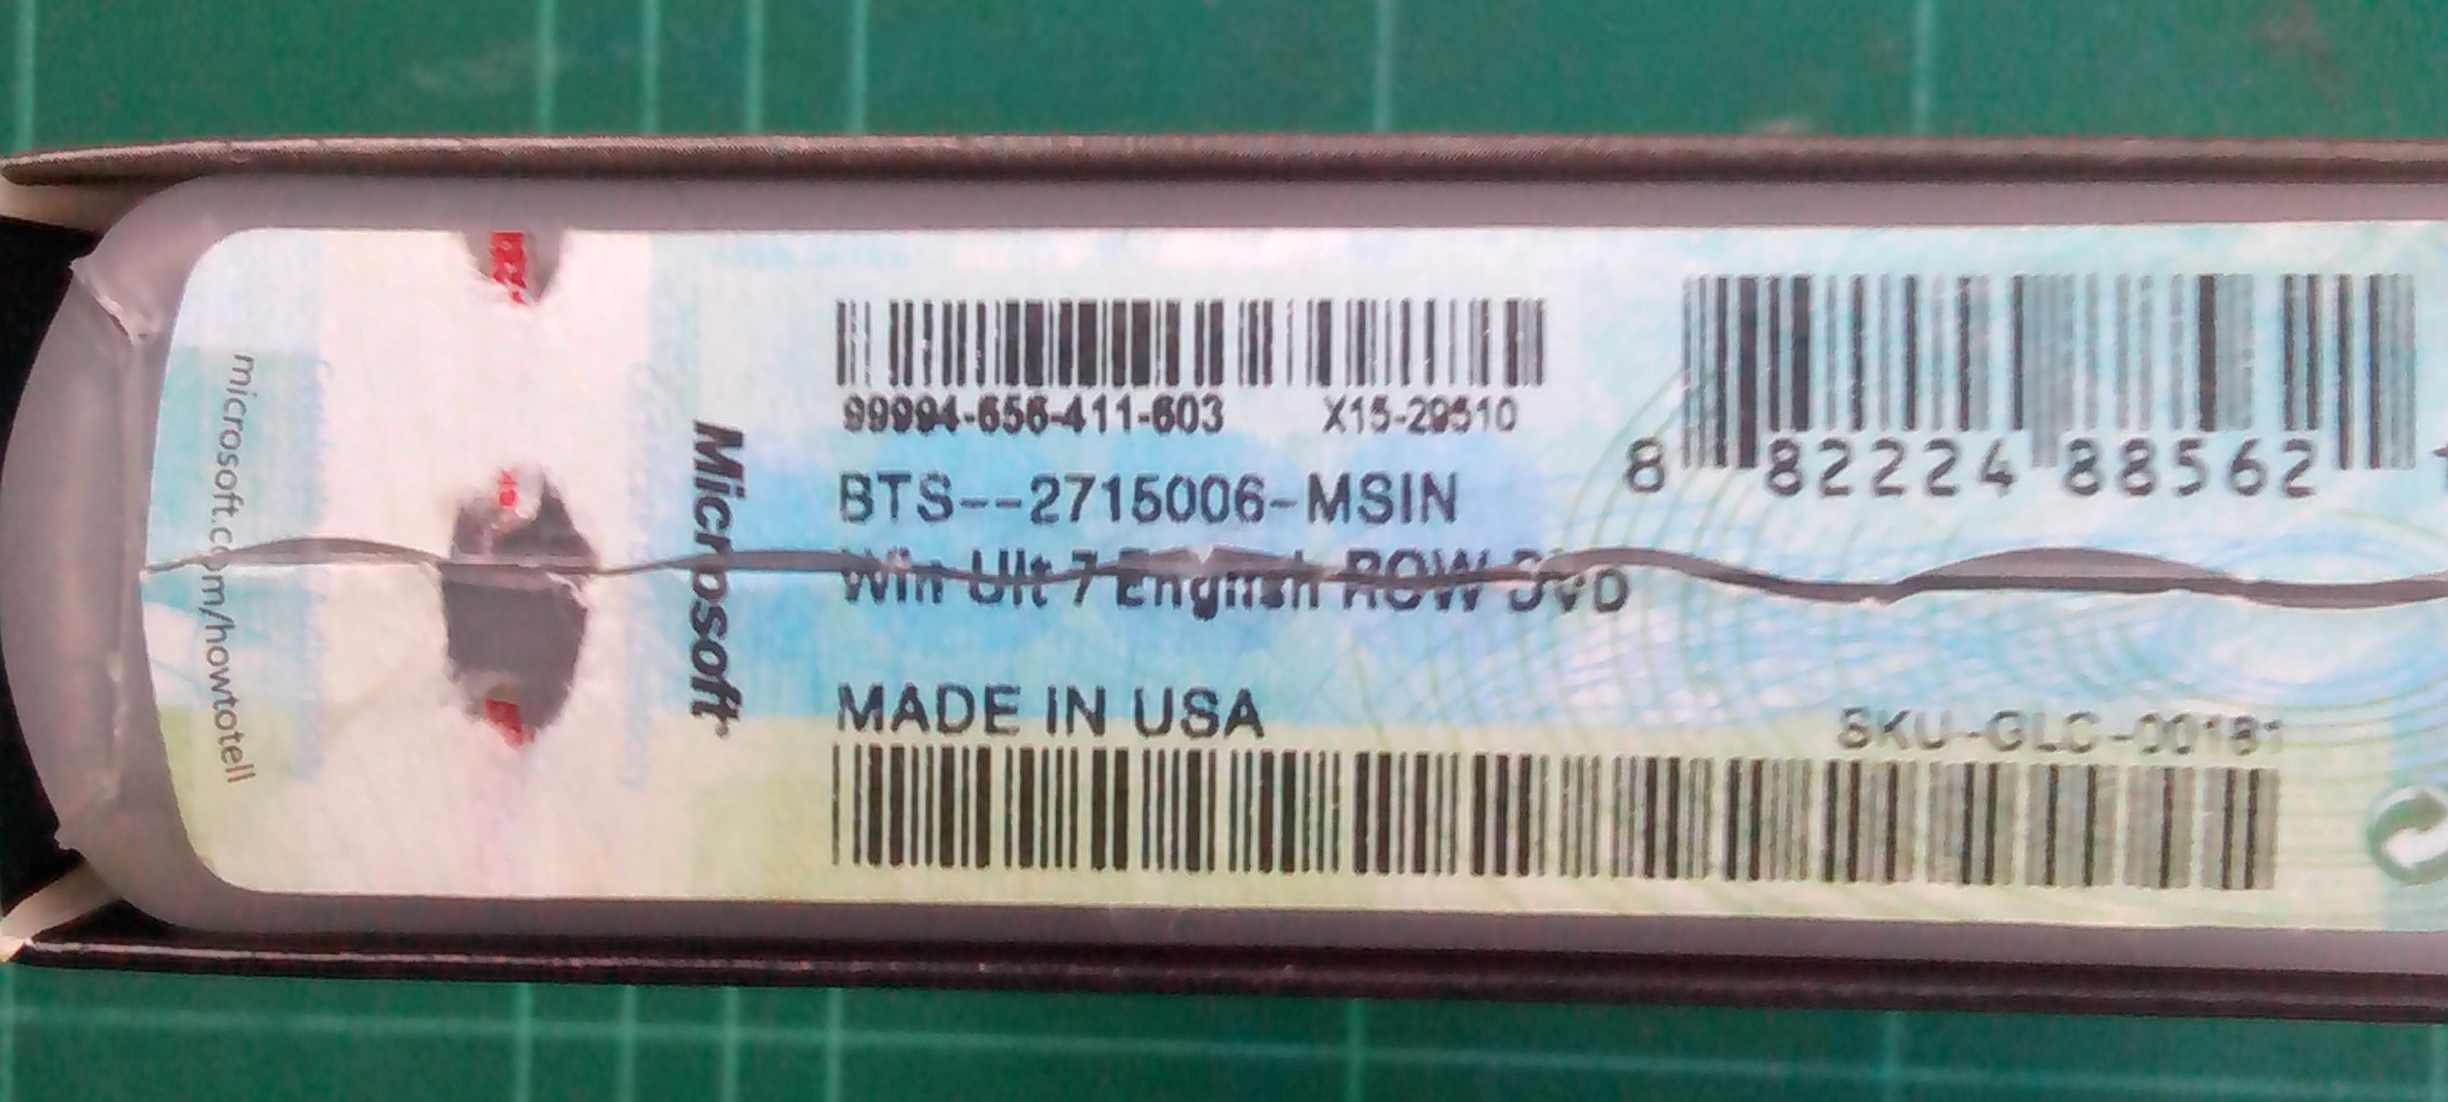 microsoft.com/howtotell
Microsoft
99994-656-411-603 X15-29510
8 82224 88562
BTS--2715006-MSIN
Win Ult 7 English ROW DVD
MADE IN USA
SKU-GLC-00181